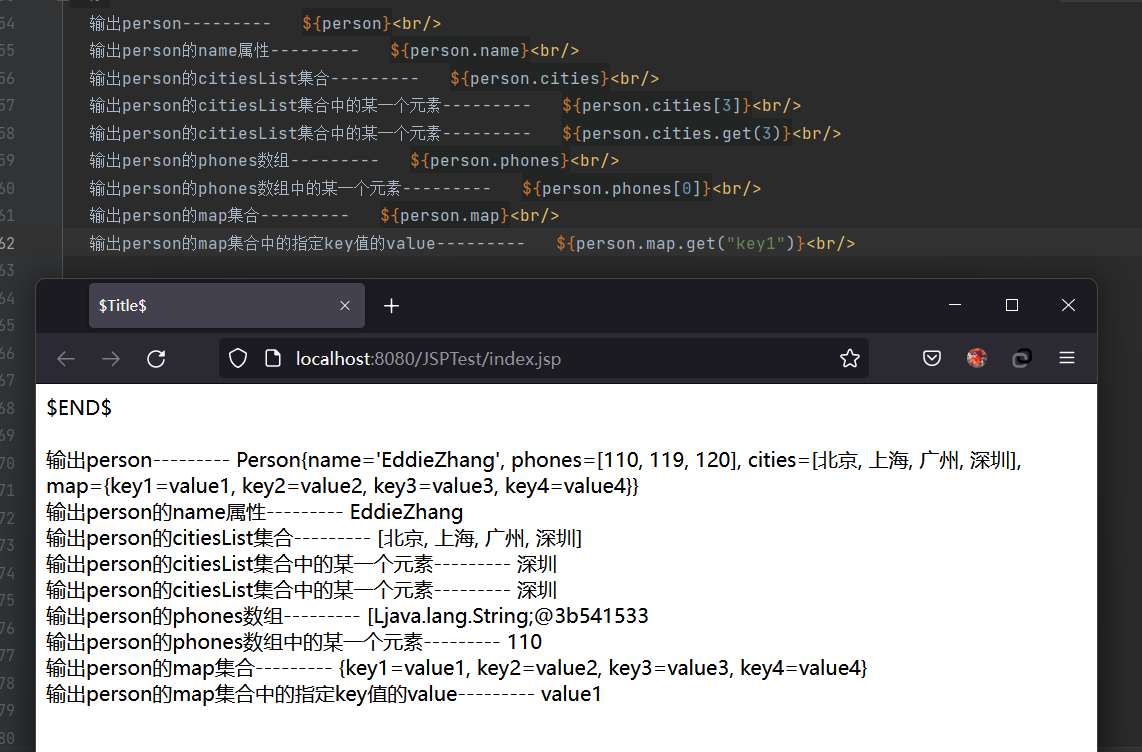 54 输出person--------- ${person}<br/>
55 输出person的name属性--------- ${person.name}<br/>
56 输出person的citiesList集合--------- ${person.cities}<br/>
57 输出person的citiesList集合中的某一个元素--------- ${person.cities[3]}<br/>
58 输出person的citiesList集合中的某一个元素--------- ${person.cities.get(3)}<br/>
59 输出person的phones数组--------- ${person.phones}<br/>
60 输出person的phones数组中的某一个元素--------- ${person.phones[0]}<br/>
61 输出person的map集合--------- ${person.map}<br/>
62 输出person的map集合中的指定key值的value--------- ${person.map.get("key1")}<br/>
63
64
65
66
67
68
69
70
71
72
73
74
75
76
77
78
79
80
$Title$
localhost:8080/JSPTest/index.jsp
$END$
输出person--------- Person{name='EddieZhang', phones=[110, 119, 120], cities=[北京, 上海, 广州, 深圳],
map={key1=value1, key2=value2, key3=value3, key4=value4}}
输出person的name属性--------- EddieZhang
输出person的citiesList集合--------- [北京, 上海, 广州, 深圳]
输出person的citiesList集合中的某一个元素--------- 深圳
输出person的citiesList集合中的某一个元素--------- 深圳
输出person的phones数组--------- [Ljava.lang.String;@3b541533
输出person的phones数组中的某一个元素--------- 110
输出person的map集合--------- {key1=value1, key2=value2, key3=value3, key4=value4}
输出person的map集合中的指定key值的value--------- value1